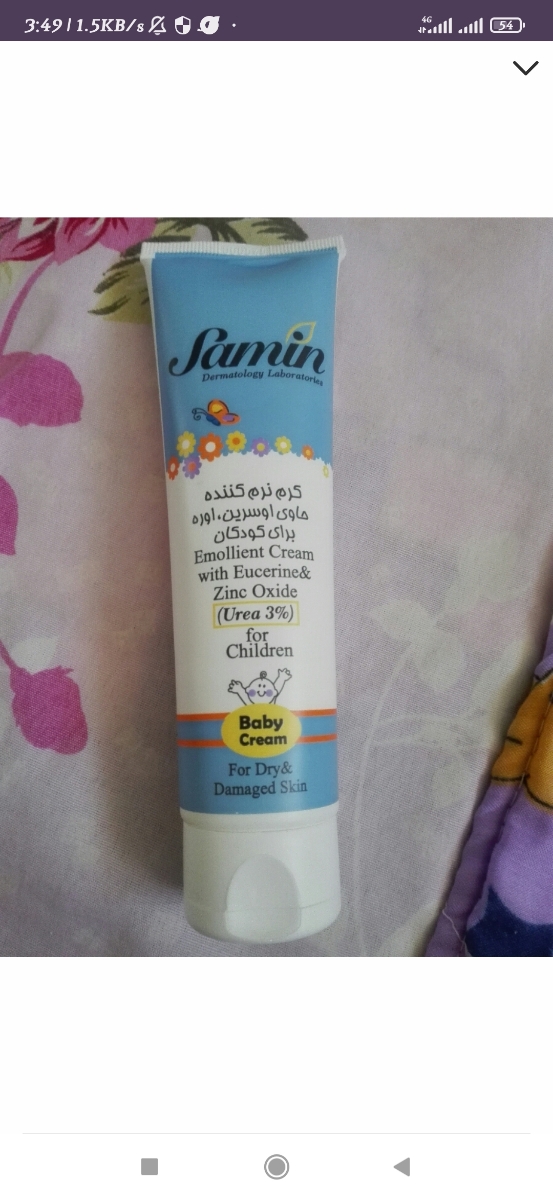 3:49 | 1.5KB/s
4G
54
Samin
Dermatology Laboratories
کرم نرم کننده
حاوی اوسرین، اوره
برای کودکان
Emollient Cream
with Eucerine&
Zinc Oxide
(Urea 3%)
for
Children
Baby
Cream
For Dry&
Damaged Skin